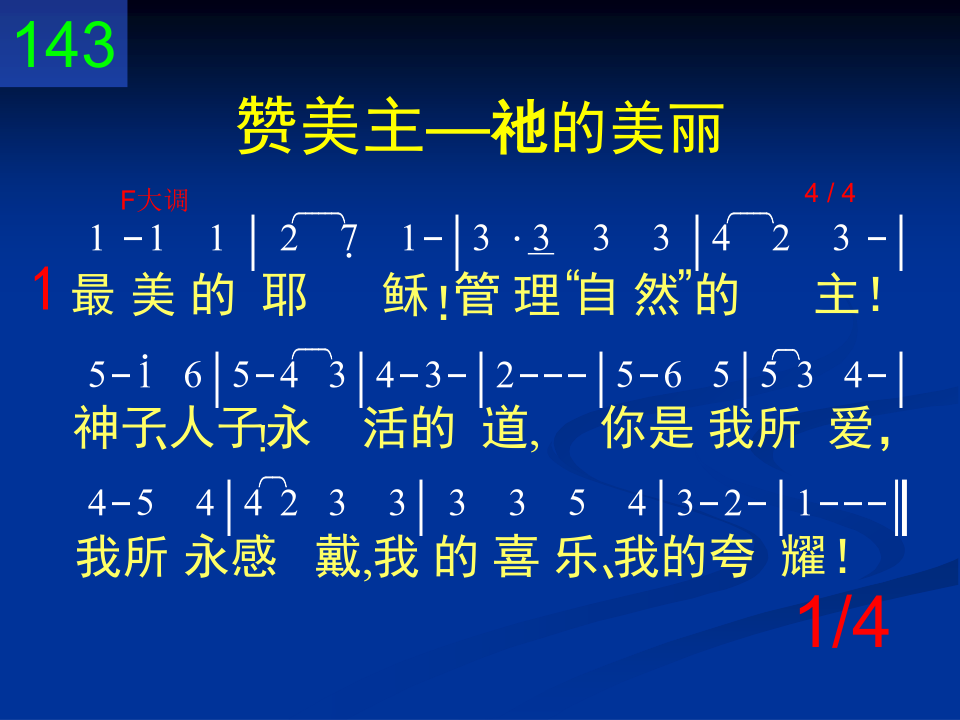 143
赞美主—祂的美丽
F大调 4 / 4
1 - 1 1 | 2 7̣ 1 - | 3 · 3̲ 3 3 | 4 2 3 - |
1 最 美 的 耶 稣!管 理“自 然”的 主!
5 - i 6 | 5 - 4 3 | 4 - 3 - | 2 - - - | 5 - 6 5 | 5 3 4 - |
神子、人子!永 活的 道, 你是 我所 爱,
4 - 5 4 | 4 2 3 3 | 3 3 5 4 | 3 - 2 - | 1 - - - ‖
我所 永感 戴,我 的 喜 乐、我的夸 耀!
1/4